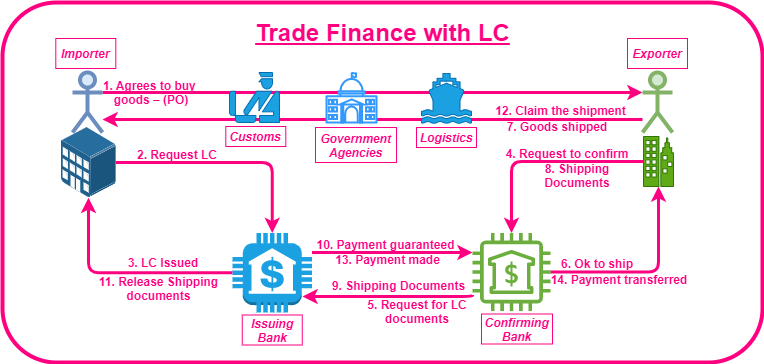 Trade Finance with LC
Importer
Exporter
1. Agrees to buy
goods – (PO)
12. Claim the shipment
7. Goods shipped
Customs
Government
Agencies
Logistics
2. Request LC
4. Request to confirm
8. Shipping
Documents
3. LC Issued
11. Release Shipping
documents
10. Payment guaranteed
13. Payment made
6. Ok to ship
14. Payment transferred
9. Shipping Documents
5. Request for LC
documents
$
$
Issuing
Bank
Confirming
Bank